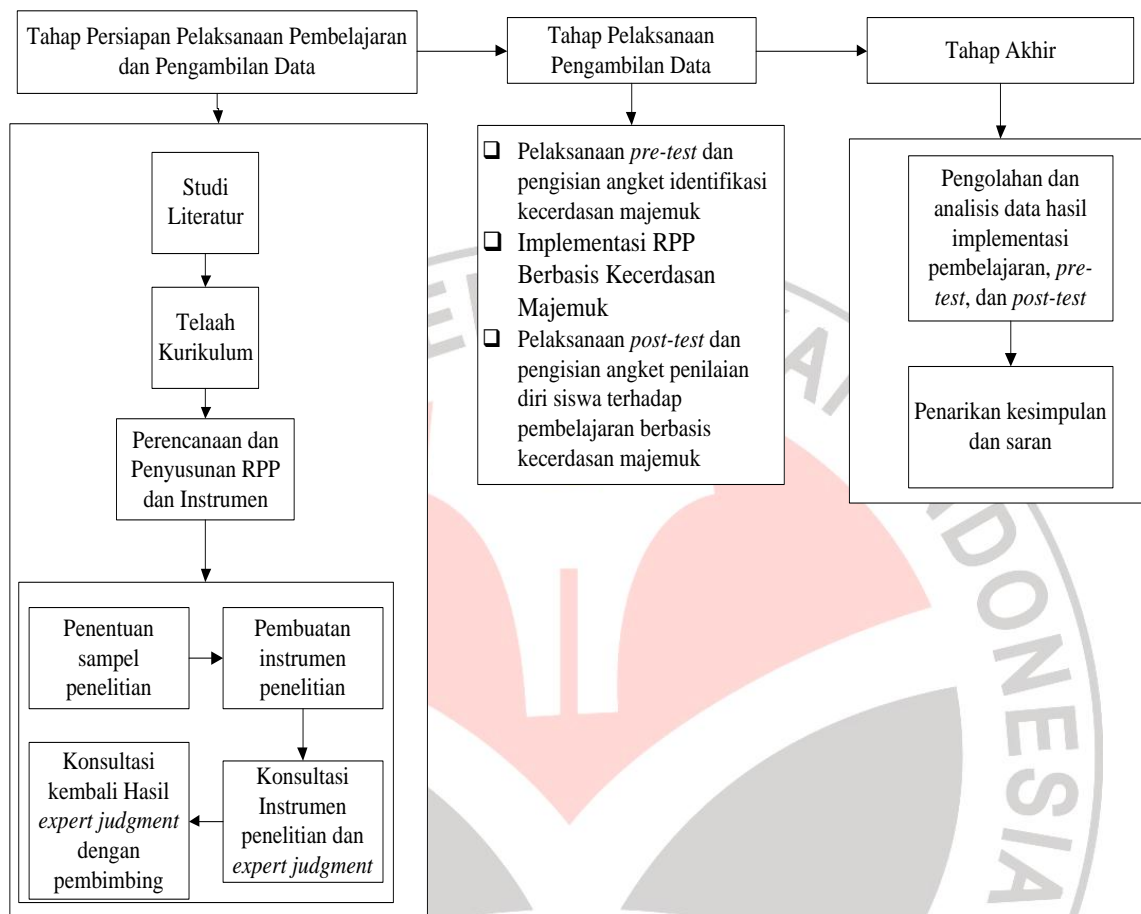 Tahap Persiapan Pelaksanaan Pembelajaran
dan Pengambilan Data
Tahap Pelaksanaan
Pengambilan Data
Tahap Akhir
Studi
Literatur
Telaah
Kurikulum
Perencanaan dan
Penyusunan RPP
dan Instrumen
Penentuan
sampel
penelitian
Pembuatan
instrumen
penelitian
Konsultasi
Instrumen
penelitian dan
expert judgment
Konsultasi
kembali Hasil
expert judgment
dengan
pembimbing
Pelaksanaan pre-test dan
pengisian angket identifikasi
kecerdasan majemuk
Implementasi RPP
Berbasis Kecerdasan
Majemuk
Pelaksanaan post-test dan
pengisian angket penilaian
diri siswa terhadap
pembelajaran berbasis
kecerdasan majemuk
Pengolahan dan
analisis data hasil
implementasi
pembelajaran, pre-
test, dan post-test
Penarikan kesimpulan
dan saran